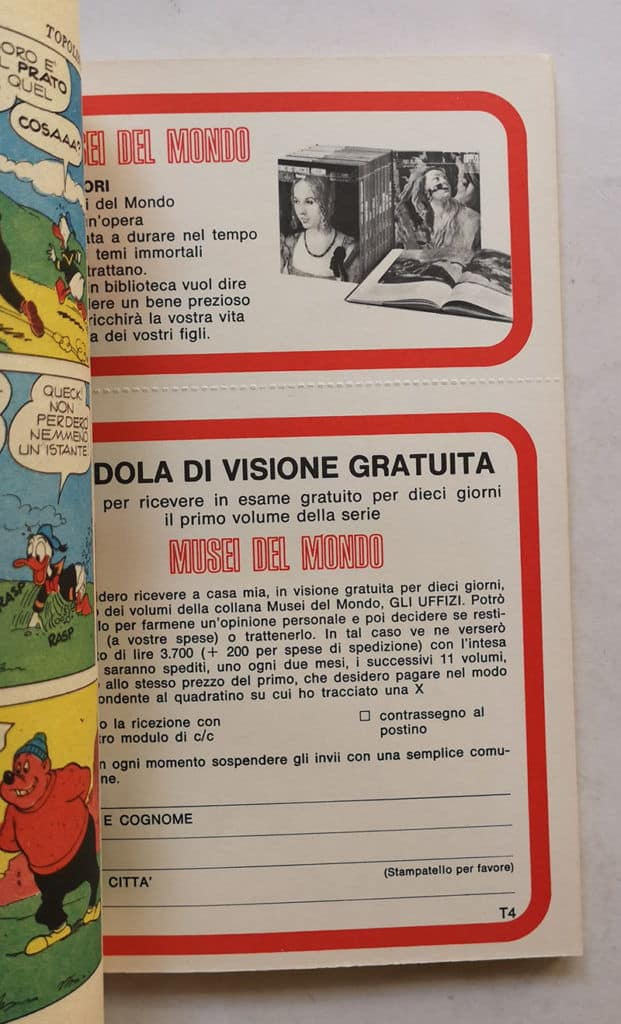 TOPOL
ORO E'
L PRATO
QUEL
COSAAA?
QUECK!
NON
PERDERÒ
NEMMENO
UN ISTANTE
RASP
RASP
EI DEL MONDO
ORI
i del Mondo
un'opera
ata a durare nel tempo
temi immortali
trattano.
n biblioteca vuol dire
ere un bene prezioso
ricchirà la vostra vita
a dei vostri figli.
DOLA DI VISIONE GRATUITA
per ricevere in esame gratuito per dieci giorni
il primo volume della serie
MUSEI DEL MONDO
dero ricevere a casa mia, in visione gratuita per dieci giorni,
dei volumi della collana Musei del Mondo, GLI UFFIZI. Potrò
lo per farmene un'opinione personale e poi decidere se resti-
(a vostre spese) o trattenerlo. In tal caso ve ne verserò
to di lire 3.700 (+ 200 per spese di spedizione) con l'intesa
saranno spediti, uno ogni due mesi, i successivi 11 volumi,
allo stesso prezzo del primo, che desidero pagare nel modo
pondente al quadratino su cui ho tracciato una X
o la ricezione con
tro modulo di c/c
contrassegno al
postino
n ogni momento sospendere gli invii con una semplice comu-
ne.
E COGNOME
CITTA'
(Stampatello per favore)
T4